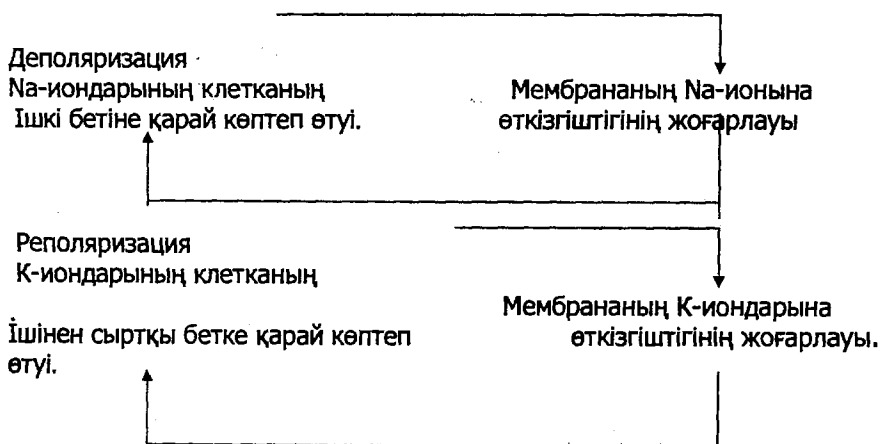 Деполяризация
Na-иондарының клетканың
Ішкі бетіне қарай көптеп өтуі.
Мембрананың Na-ионына
өткізгіштігінің жоғарлауы
Реполяризация
К-иондарының клетканың
Ішінен сыртқы бетке қарай көптеп
өтуі.
Мембрананың К-иондарына
өткізгіштігінің жоғарлауы.